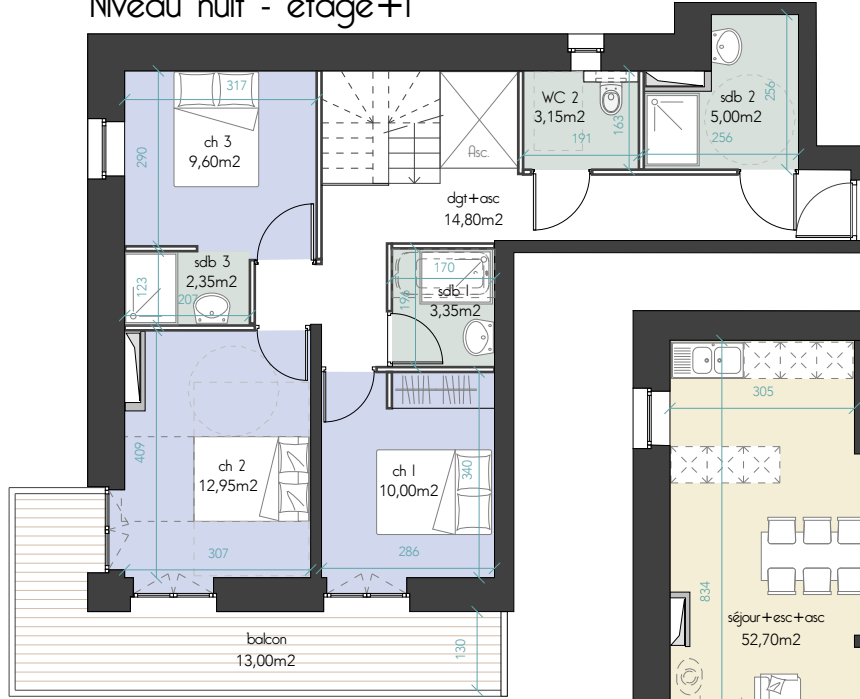 Niveau nuit - étage+1
317
ch 3
9,60m2
290
Asc.
WC 2
3,15m2
191
163
sdb 2
5,00m2
256
256
dgt+asc
14,80m2
sdb 3
2,35m2
123
207
170
sdb 1
3,35m2
196
ch 2
12,95m2
409
307
ch 1
10,00m2
340
286
balcon
13,00m2
130
305
834
séjour+esc+asc
52,70m2